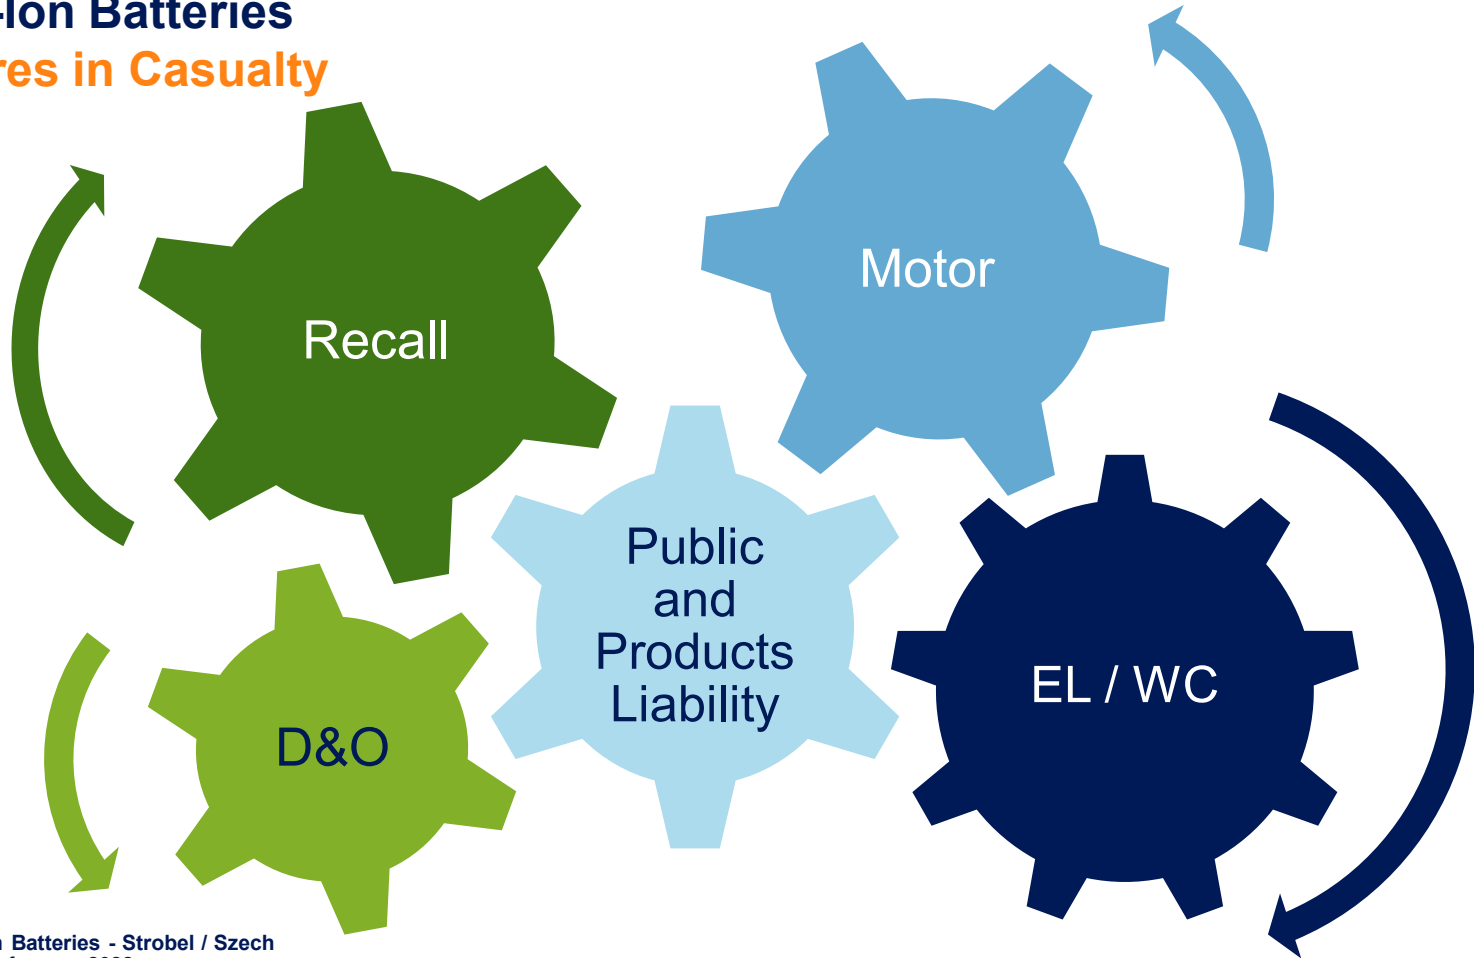 -Ion Batteries
res in Casualty
Motor
Recall
Public
and
Products
Liability
EL / WC
D&O
n Batteries - Strobel / Szech